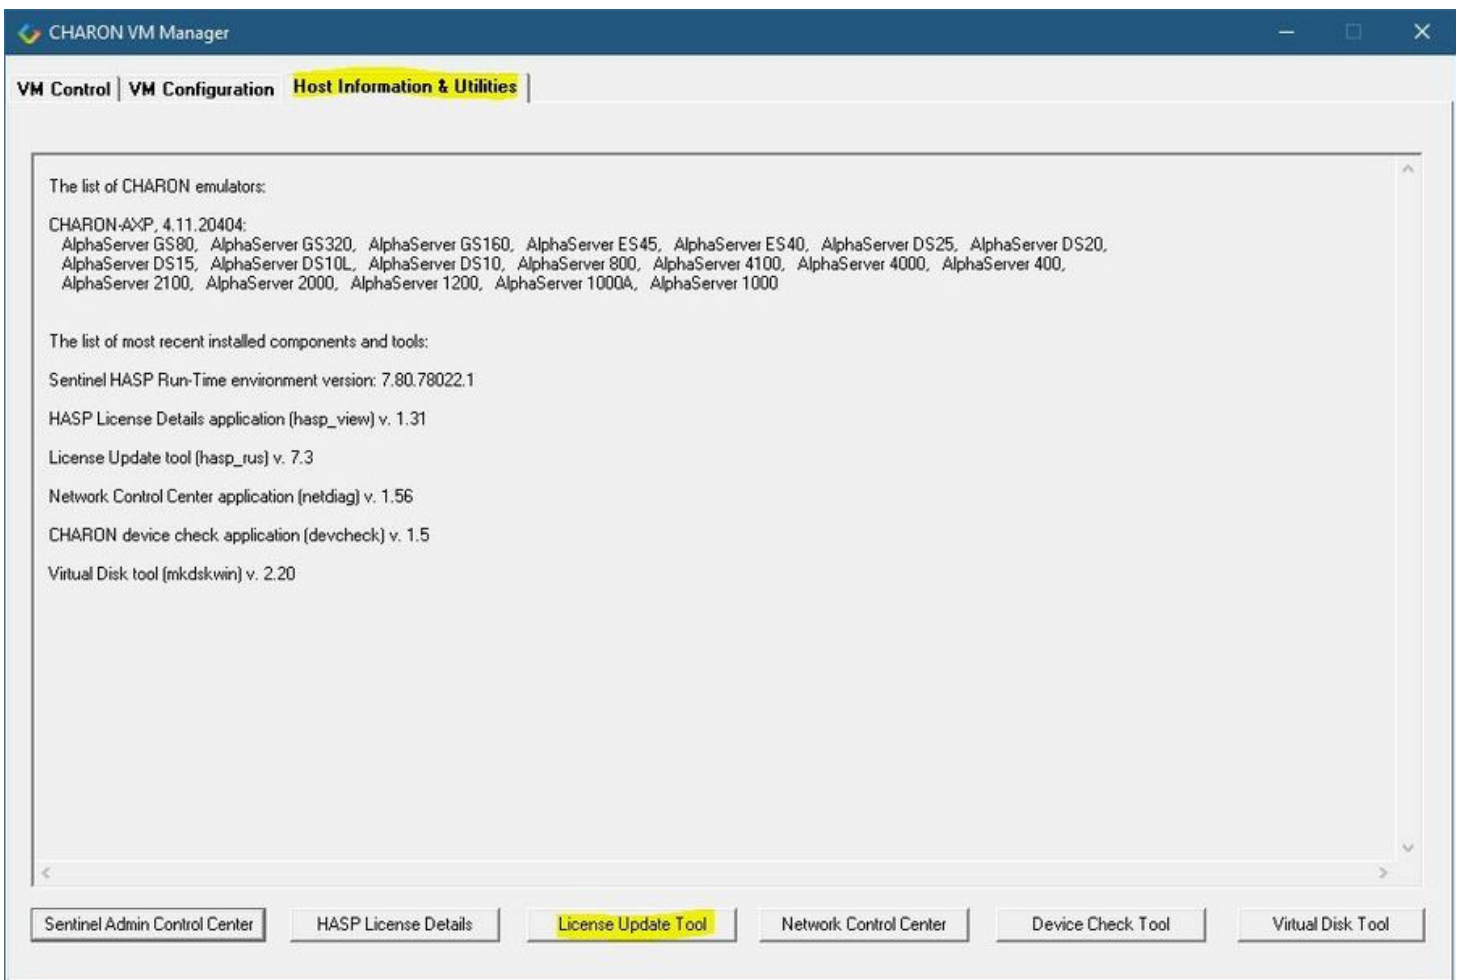 CHARON VM Manager
VM Control | VM Configuration Host Information & Utilities
The list of CHARON emulators:
CHARON-AXP, 4.11.20404:
AlphaServer GS80, AlphaServer GS320, AlphaServer GS160, AlphaServer ES45, AlphaServer ES40, AlphaServer DS25, AlphaServer DS20,
AlphaServer DS15, AlphaServer DS10L, AlphaServer DS10, AlphaServer 800, AlphaServer 4100, AlphaServer 4000, AlphaServer 400,
AlphaServer 2100, AlphaServer 2000, AlphaServer 1200, AlphaServer 1000A, AlphaServer 1000
The list of most recent installed components and tools:
Sentinel HASP Run-Time environment version: 7.80.78022.1
HASP License Details application (hasp_view) v. 1.31
License Update tool (hasp_rus) v. 7.3
Network Control Center application (netdiag) v. 1.56
CHARON device check application (devcheck) v. 1.5
Virtual Disk tool (mkdskwin) v. 2.20
Sentinel Admin Control Center HASP License Details License Update Tool Network Control Center Device Check Tool Virtual Disk Tool